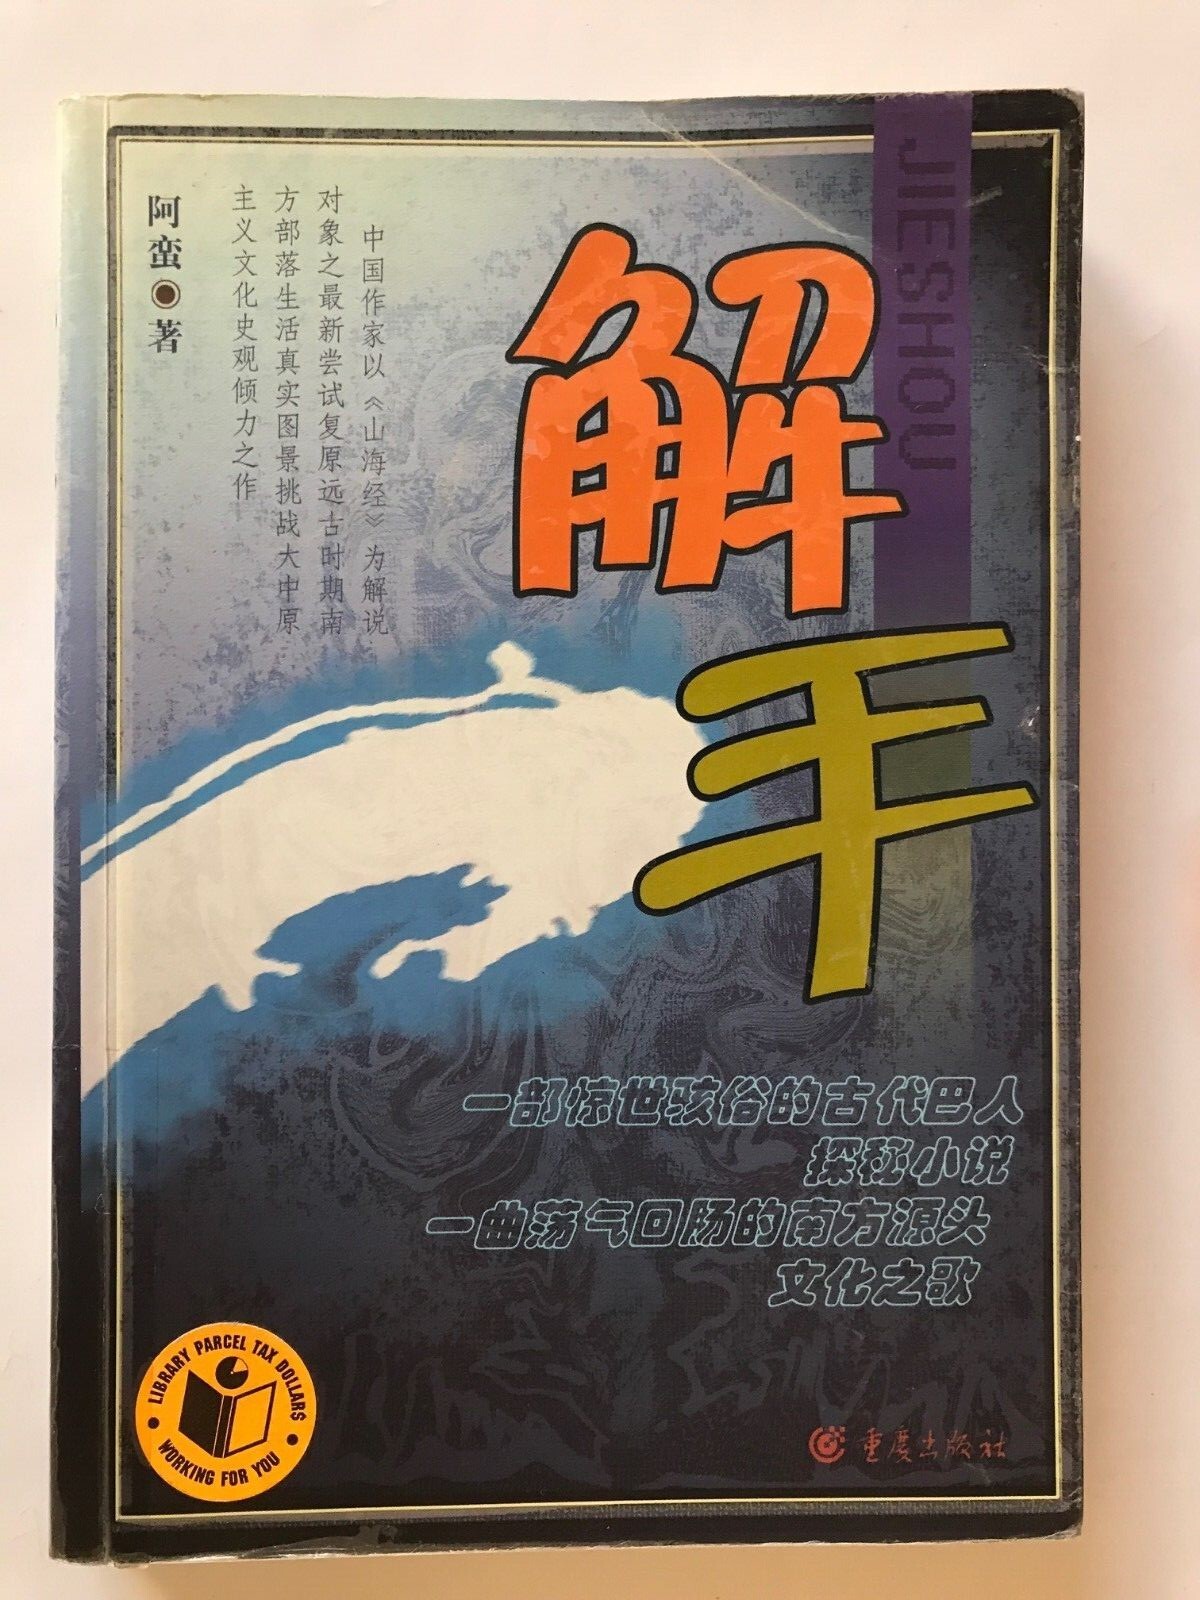 JIESHOU
解
手
阿蛮◉著
中国作家以《山海经》为解说
对象之最新尝试复原远古时期南
方部落生活真实图景挑战大中原
主义文化史观倾力之作
一部惊世骇俗的古代巴人
探秘小说
一曲荡气回肠的南方源头
文化之歌
LIBRARY PARCEL TAX DOLLARS
WORKING FOR YOU
重庆出版社